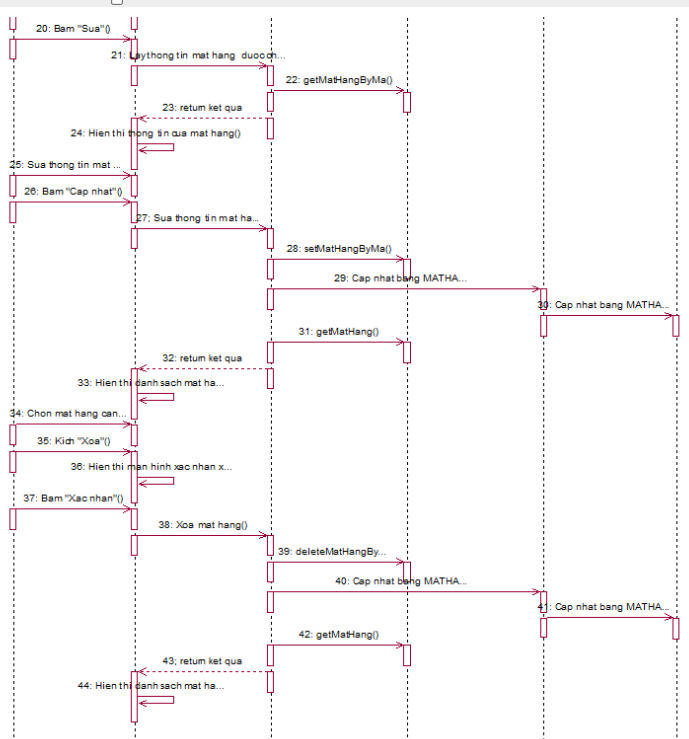 20: Bam "Sua"()
21: Laythong tin mat hang duoc ch...
22: getMatHangByMa()
23: return ket qua
24: Hien thi thong tin cua mat hang()
25: Sua thong tin mat ...
26: Bam "Cap nhat"()
27; Sua thong tin mat ha...
28: setMatHangByMa()
29: Cap nhat bang MATHA...
30: Cap nhat bang MATHA...
31: getMatHang()
32: return ket qua
33: Hien thi danh sach mat ha...
34: Chon mat hang can...
35: Kich "Xoa"()
36: Hien thi man hinh xac nhan x...
37: Bam "Xac nhan"()
38: Xoa mat hang()
39: deleteMatHangBy...
40: Cap nhat bang MATHA...
41: Cap nhat bang MATHA...
42: getMatHang()
43; return ket qua
44: Hien thi danh sach mat ha...